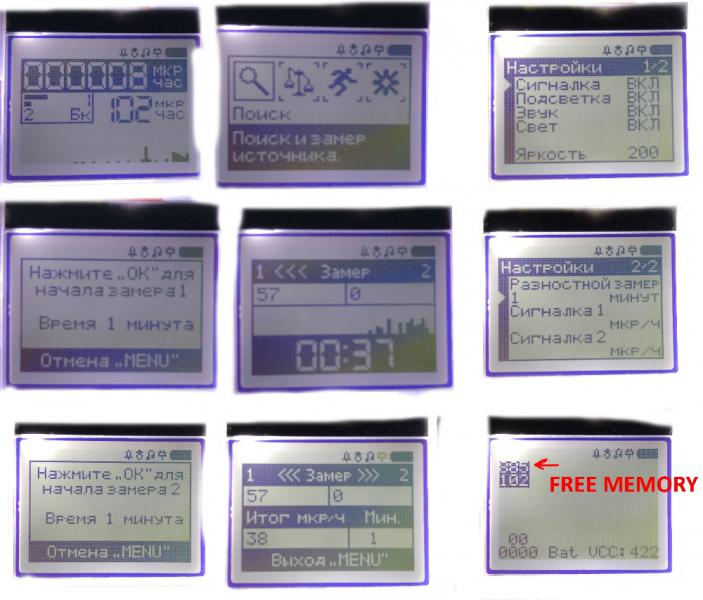 000008 МКР
ЧАС
2 Бк 102 МКР
ЧАС
Поиск
Поиск и замер
источника.
Настройки 1/2
Сигналка ВКЛ
Подсветка ВКЛ
Звук ВКЛ
Свет ВКЛ
Яркость 200
Нажмите „OK" для
начала замера 1
Время 1 минута
Отмена „MENU"
1 <<< Замер 2
57 0
00:37
Настройки 2/2
Разностной замер
1 минут
Сигналка 1
мкр/ч
Сигналка 2
мкр/ч
Нажмите „OK" для
начала замера 2
Время 1 минута
Отмена „MENU"
1 <<< Замер >>> 2
57 0
Итог мкр/ч Мин.
38 1
Выход „MENU"
885
102
FREE MEMORY
00
0000 Bat VCC: 422